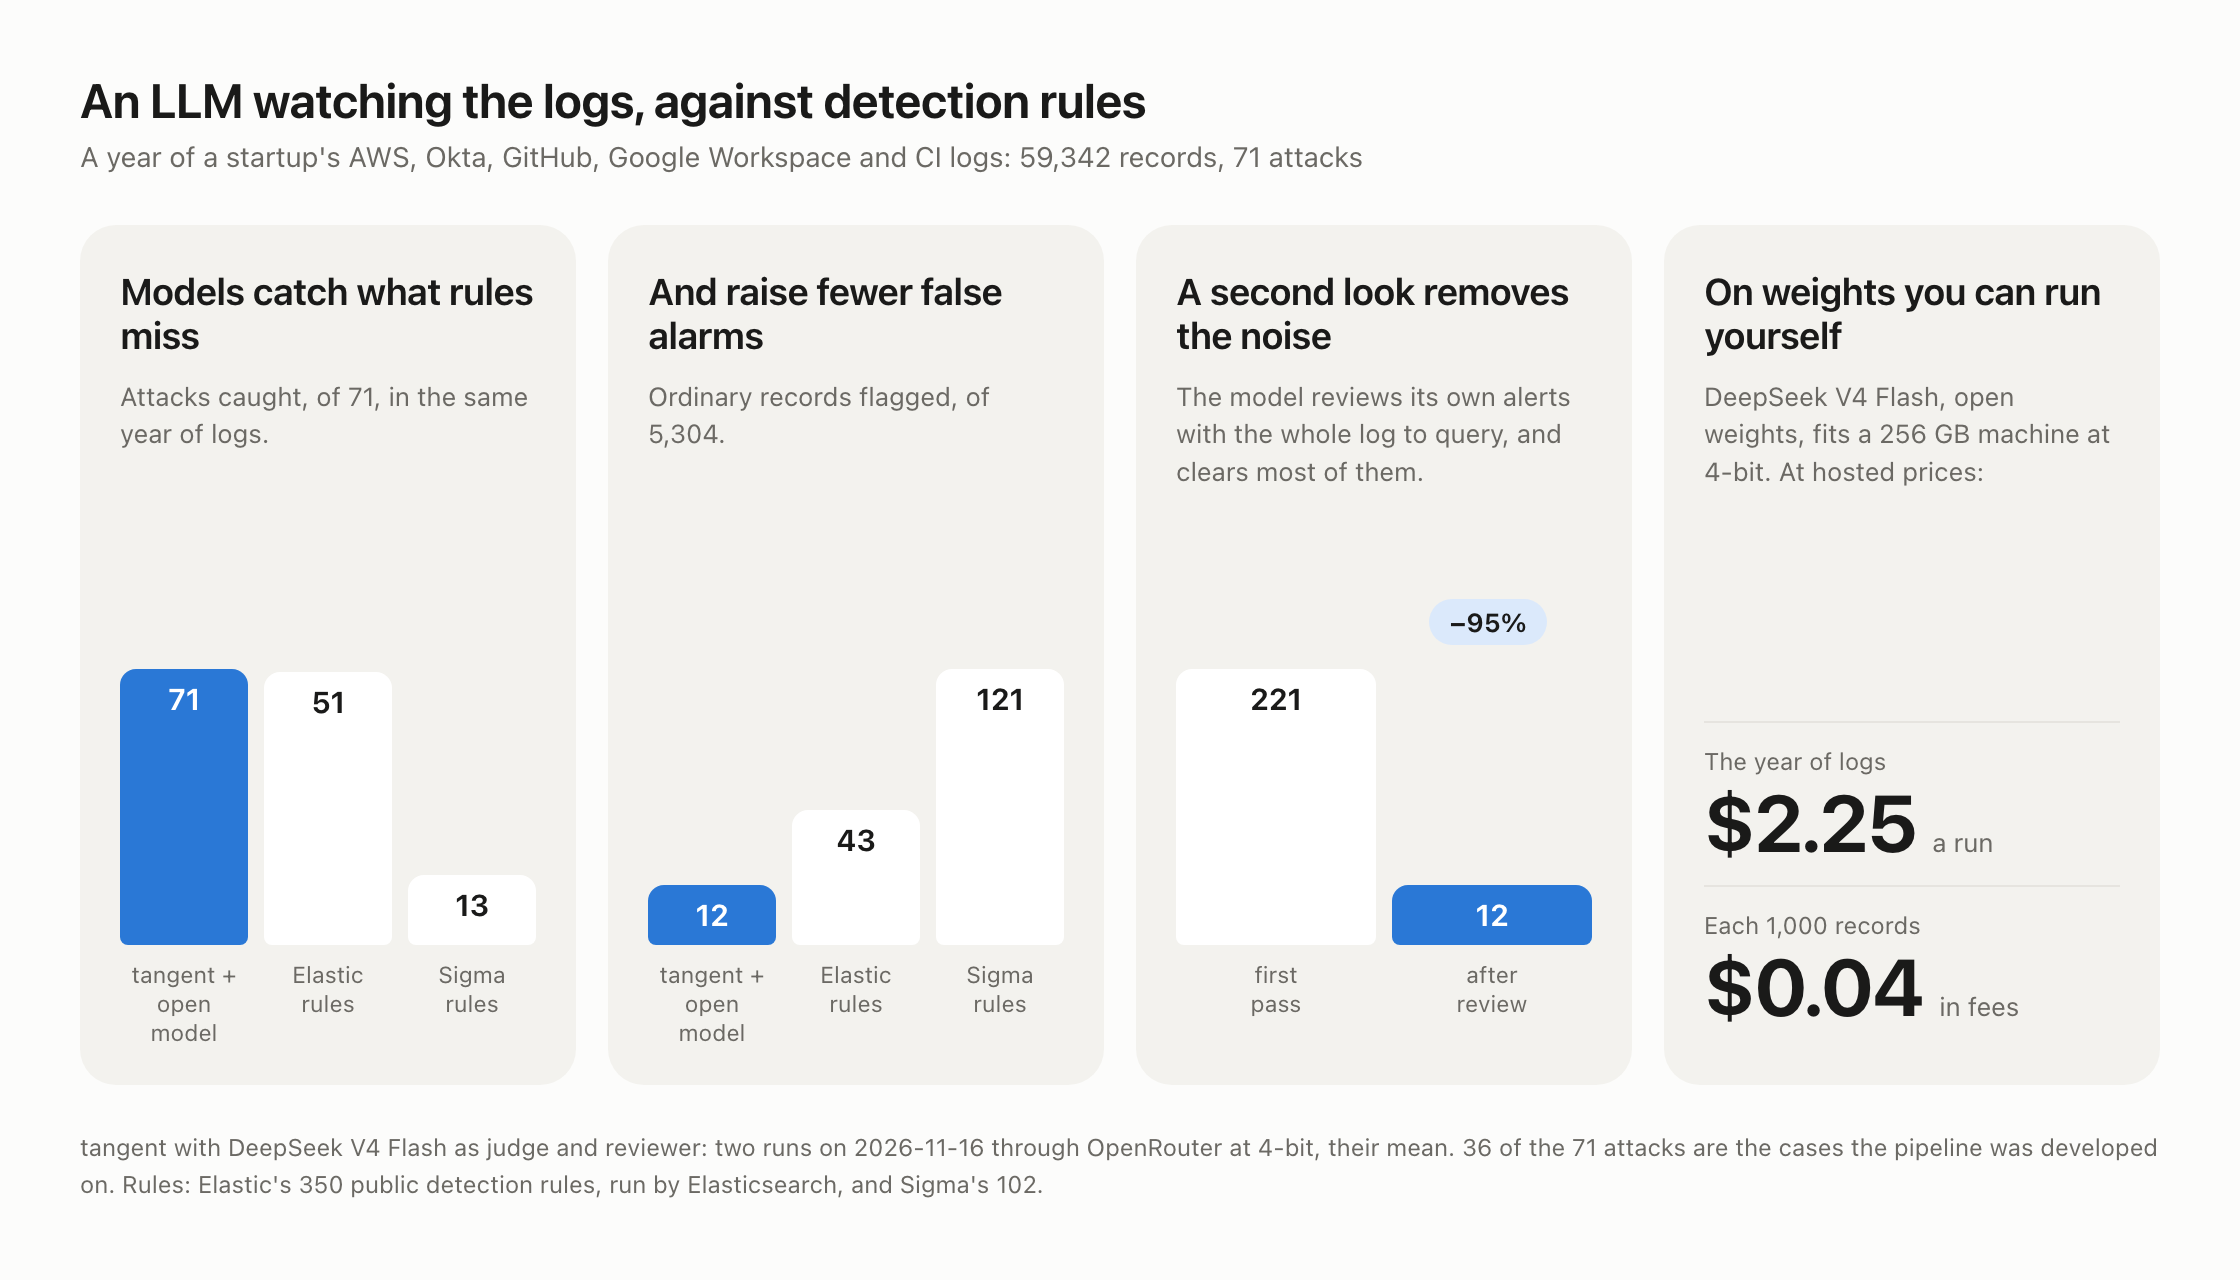 An LLM watching the logs, against detection rules
A year of a startup's AWS, Okta, GitHub, Google Workspace and CI logs: 59,342 records, 71 attacks
Models catch what rules
miss
Attacks caught, of 71, in the same
year of logs.
71
51
13
tangent +
open
model
Elastic
rules
Sigma
rules
And raise fewer false
alarms
Ordinary records flagged, of
5,304.
12
43
121
tangent +
open
model
Elastic
rules
Sigma
rules
A second look removes
the noise
The model reviews its own alerts
with the whole log to query, and
clears most of them.
−95%
221
12
first
pass
after
review
On weights you can run
yourself
DeepSeek V4 Flash, open
weights, fits a 256 GB machine at
4-bit. At hosted prices:
The year of logs
$2.25 a run
Each 1,000 records
$0.04 in fees
tangent with DeepSeek V4 Flash as judge and reviewer: two runs on 2026-11-16 through OpenRouter at 4-bit, their mean. 36 of the 71 attacks are the cases the pipeline was developed
on. Rules: Elastic's 350 public detection rules, run by Elasticsearch, and Sigma's 102.